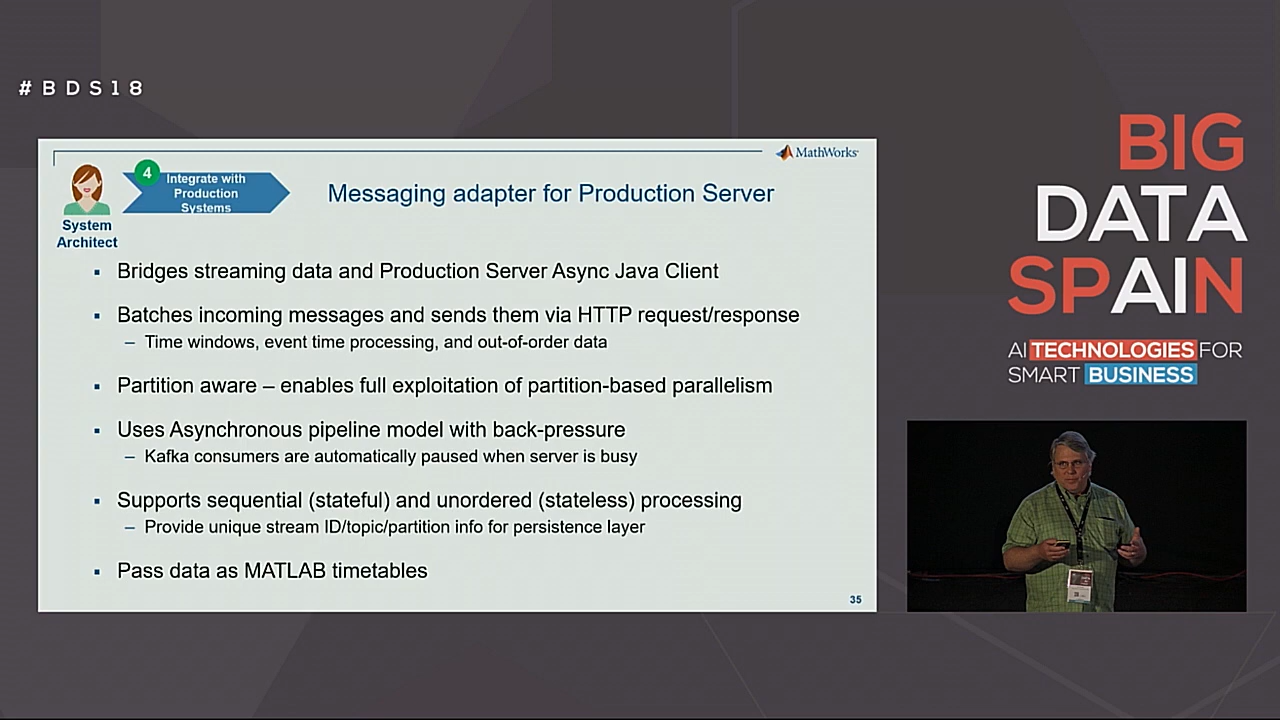 #BDS18
MathWorks
4
Integrate with
Production
Systems
System
Architect
Messaging adapter for Production Server
▪ Bridges streaming data and Production Server Async Java Client
▪ Batches incoming messages and sends them via HTTP request/response
– Time windows, event time processing, and out-of-order data
▪ Partition aware – enables full exploitation of partition-based parallelism
▪ Uses Asynchronous pipeline model with back-pressure
– Kafka consumers are automatically paused when server is busy
▪ Supports sequential (stateful) and unordered (stateless) processing
– Provide unique stream ID/topic/partition info for persistence layer
▪ Pass data as MATLAB timetables
35
BIG
DATA
SPAIN
AI TECHNOLOGIES FOR
SMART BUSINESS